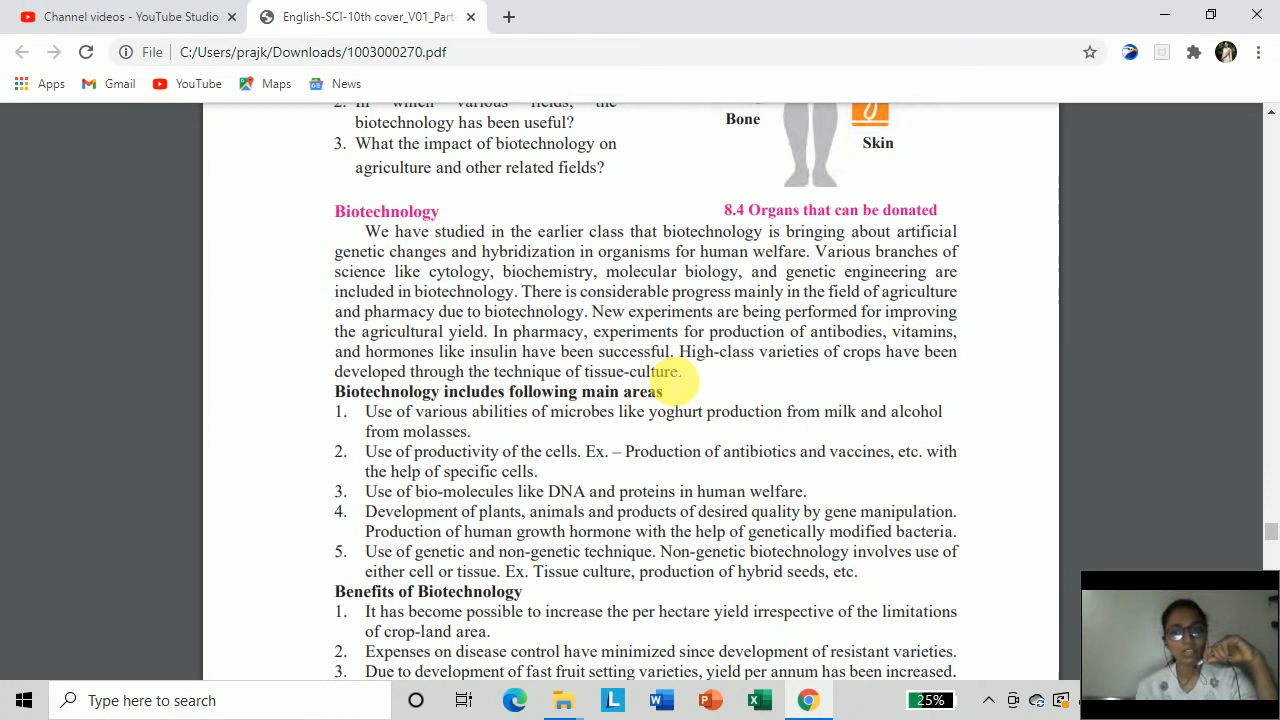 Channel videos - YouTube Studio
English-SCI-10th cover_V01_Part-
File
C:/Users/prajk/Downloads/1003000270.pdf
Apps
Gmail
YouTube
Maps
News
2. In which various fields, the
biotechnology has been useful?
3. What the impact of biotechnology on
agriculture and other related fields?
Bone
Skin
8.4 Organs that can be donated
Biotechnology
We have studied in the earlier class that biotechnology is bringing about artificial
genetic changes and hybridization in organisms for human welfare. Various branches of
science like cytology, biochemistry, molecular biology, and genetic engineering are
included in biotechnology. There is considerable progress mainly in the field of agriculture
and pharmacy due to biotechnology. New experiments are being performed for improving
the agricultural yield. In pharmacy, experiments for production of antibodies, vitamins,
and hormones like insulin have been successful. High-class varieties of crops have been
developed through the technique of tissue-culture.
Biotechnology includes following main areas
1. Use of various abilities of microbes like yoghurt production from milk and alcohol
from molasses.
2. Use of productivity of the cells. Ex. – Production of antibiotics and vaccines, etc. with
the help of specific cells.
3. Use of bio-molecules like DNA and proteins in human welfare.
4. Development of plants, animals and products of desired quality by gene manipulation.
Production of human growth hormone with the help of genetically modified bacteria.
5. Use of genetic and non-genetic technique. Non-genetic biotechnology involves use of
either cell or tissue. Ex. Tissue culture, production of hybrid seeds, etc.
Benefits of Biotechnology
1. It has become possible to increase the per hectare yield irrespective of the limitations
of crop-land area.
2. Expenses on disease control have minimized since development of resistant varieties.
3. Due to development of fast fruit setting varieties, yield per annum has been increased.
Type here to search
25%